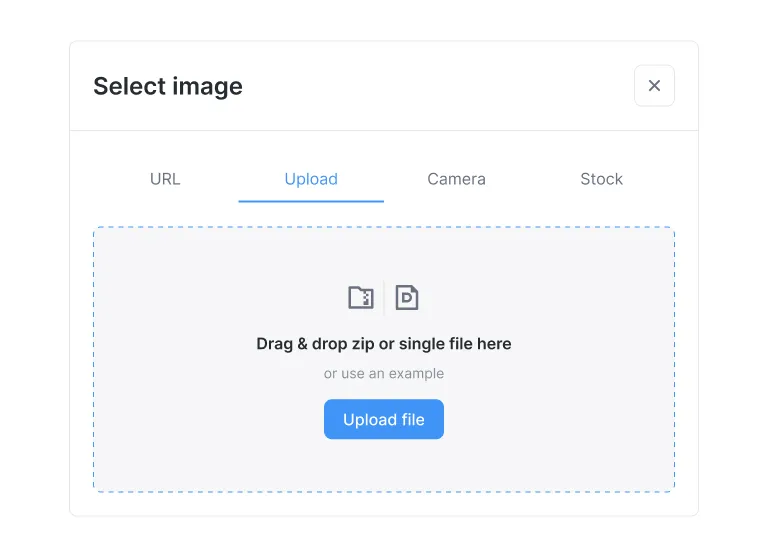 Select image
URL
Upload
Camera
Stock
D
Drag & drop zip or single file here
or use an example
Upload file